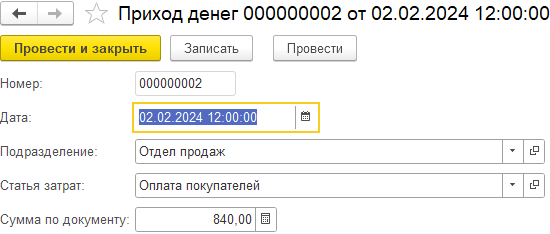 Приход денег 000000002 от 02.02.2024 12:00:00
Провести и закрыть Записать Провести
Номер: 000000002
Дата: 02.02.2024 12:00:00
Подразделение: Отдел продаж
Статья затрат: Оплата покупателей
Сумма по документу: 840,00